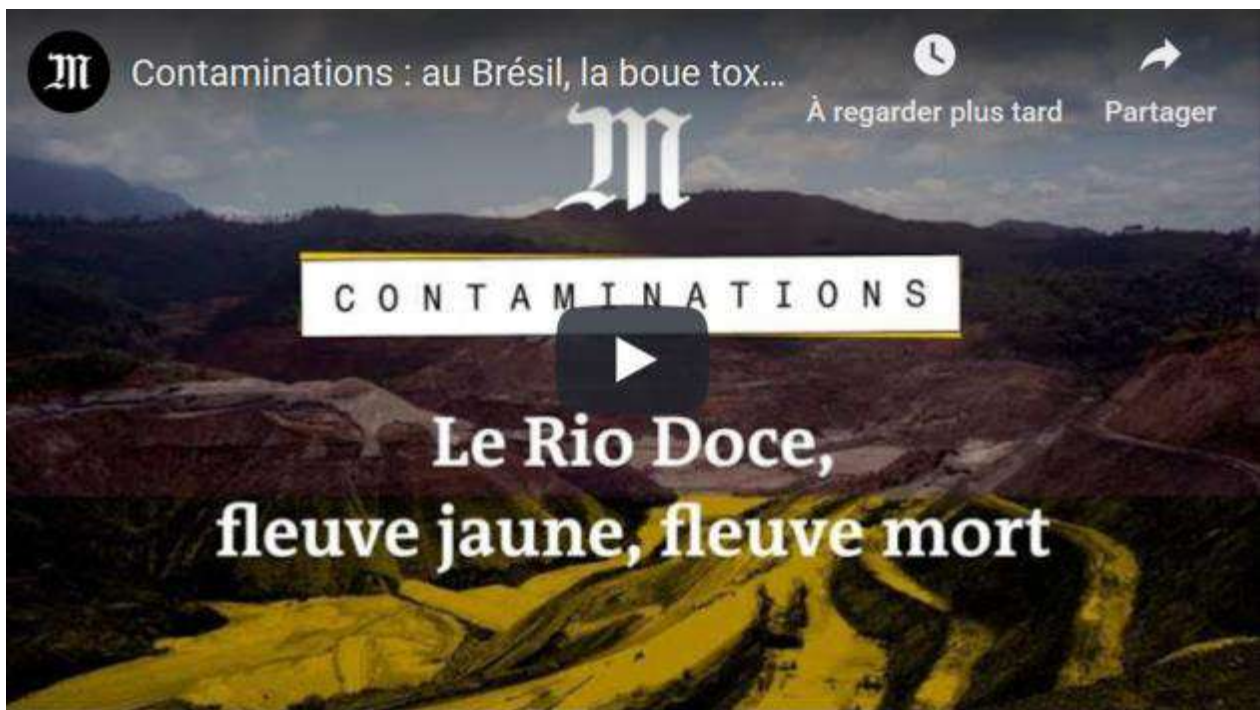 M
Contaminations : au Brésil, la boue tox...
À regarder plus tard
Partager
M
CONTAMINATIONS
Le Rio Doce,
fleuve jaune, fleuve mort